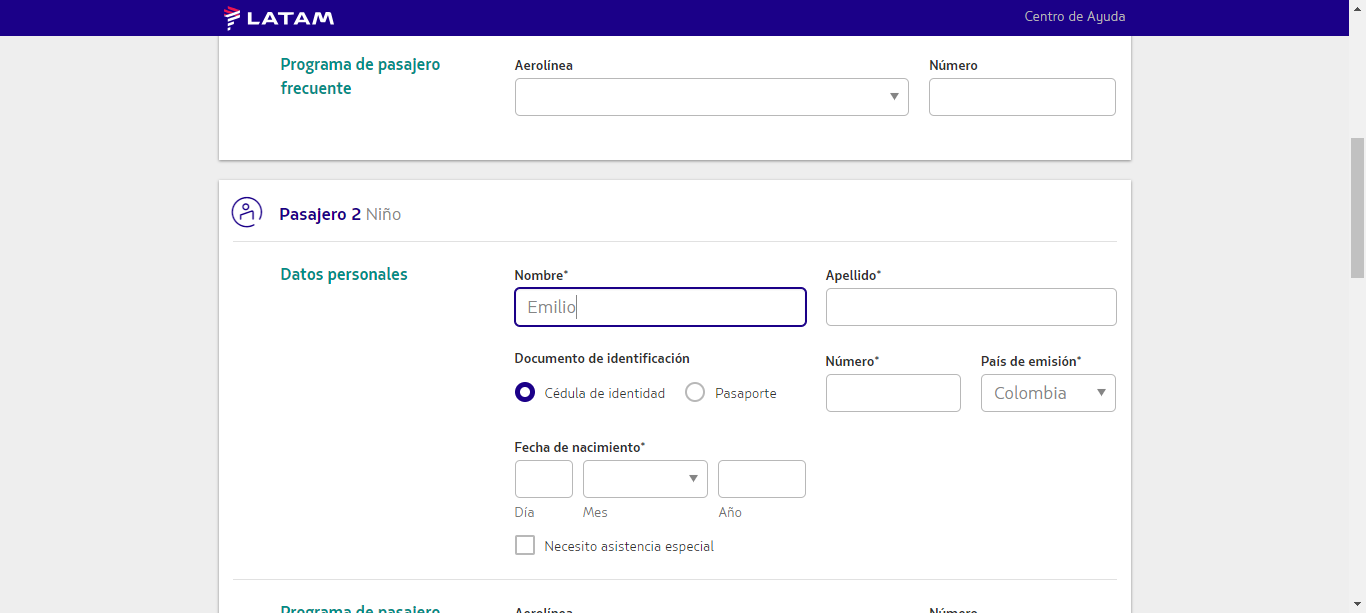 LATAM
Centro de Ayuda
Programa de pasajero
frecuente
Aerolínea
Número
Pasajero 2 Niño
Datos personales
Nombre*
Apellido*
Emilio
Documento de identificación
Número*
País de emisión*
Cédula de identidad
Pasaporte
Colombia
Fecha de nacimiento*
Día
Mes
Año
Necesito asistencia especial
Programa de pasajero
Aerolínea
Número